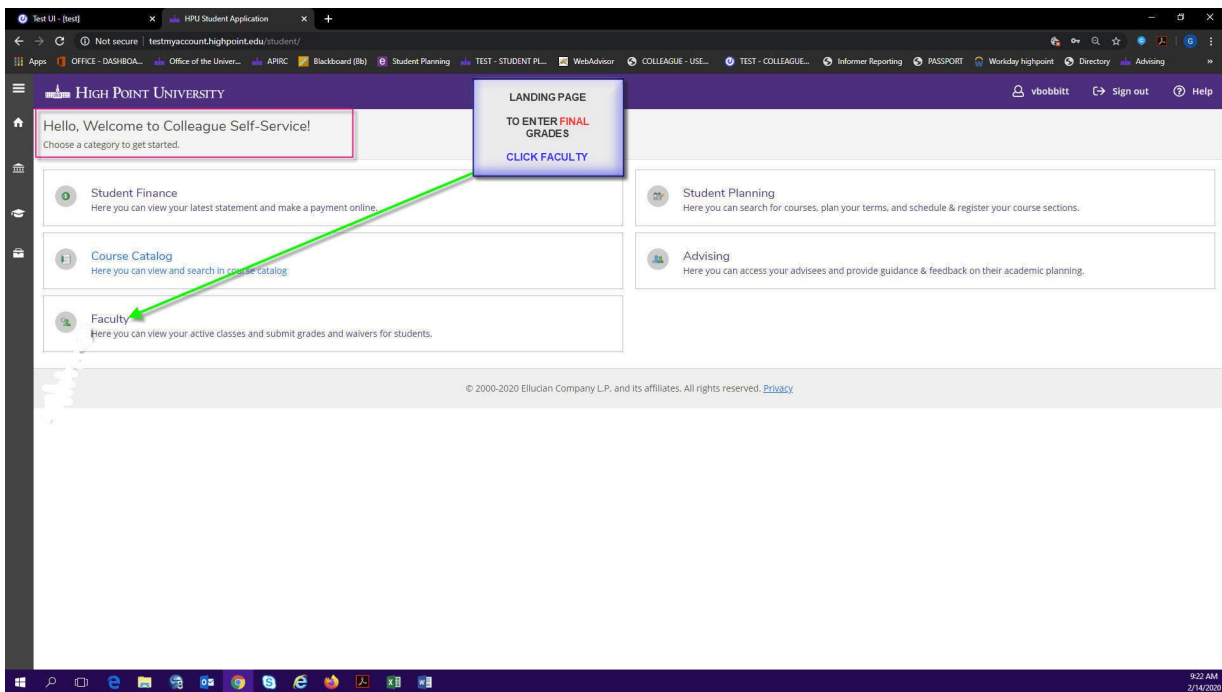 Test UI - [test]
HPU Student Application
Not secure | testmyaccount.highpoint.edu/student/
Apps OFFICE - DASHBOA... Office of the Univer... APIRC Blackboard (Bb) Student Planning TEST - STUDENT PL... WebAdvisor COLLEAGUE - USE... TEST - COLLEAGUE... Informer Reporting PASSPORT Workday highpoint Directory Advising
HIGH POINT UNIVERSITY
vbobbitt Sign out Help
Hello, Welcome to Colleague Self-Service!
Choose a category to get started.
LANDING PAGE
TO ENTER FINAL
GRADES
CLICK FACULTY
Student Finance
Here you can view your latest statement and make a payment online.
Student Planning
Here you can search for courses, plan your terms, and schedule & register your course sections.
Course Catalog
Here you can view and search in course catalog
Advising
Here you can access your advisees and provide guidance & feedback on their academic planning.
Faculty
Here you can view your active classes and submit grades and waivers for students.
© 2000-2020 Ellucian Company L.P. and its affiliates. All rights reserved. Privacy
9:22 AM
2/14/2020